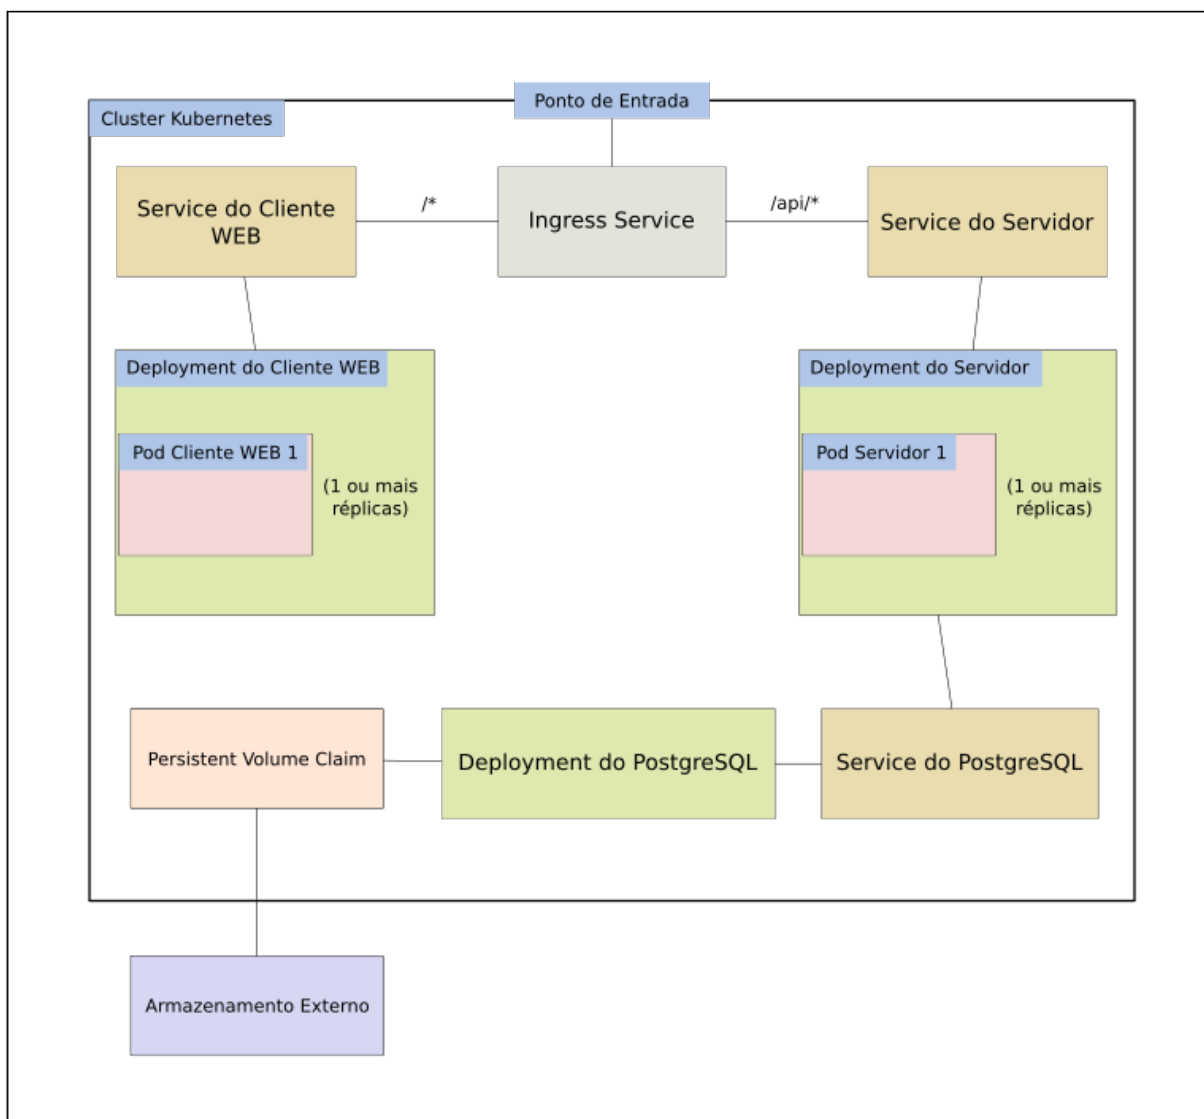 Ponto de Entrada
Cluster Kubernetes
Service do Cliente
WEB
/*
Ingress Service
/api/*
Service do Servidor
Deployment do Cliente WEB
Pod Cliente WEB 1
(1 ou mais
réplicas)
Deployment do Servidor
Pod Servidor 1
(1 ou mais
réplicas)
Persistent Volume Claim
Deployment do PostgreSQL
Service do PostgreSQL
Armazenamento Externo